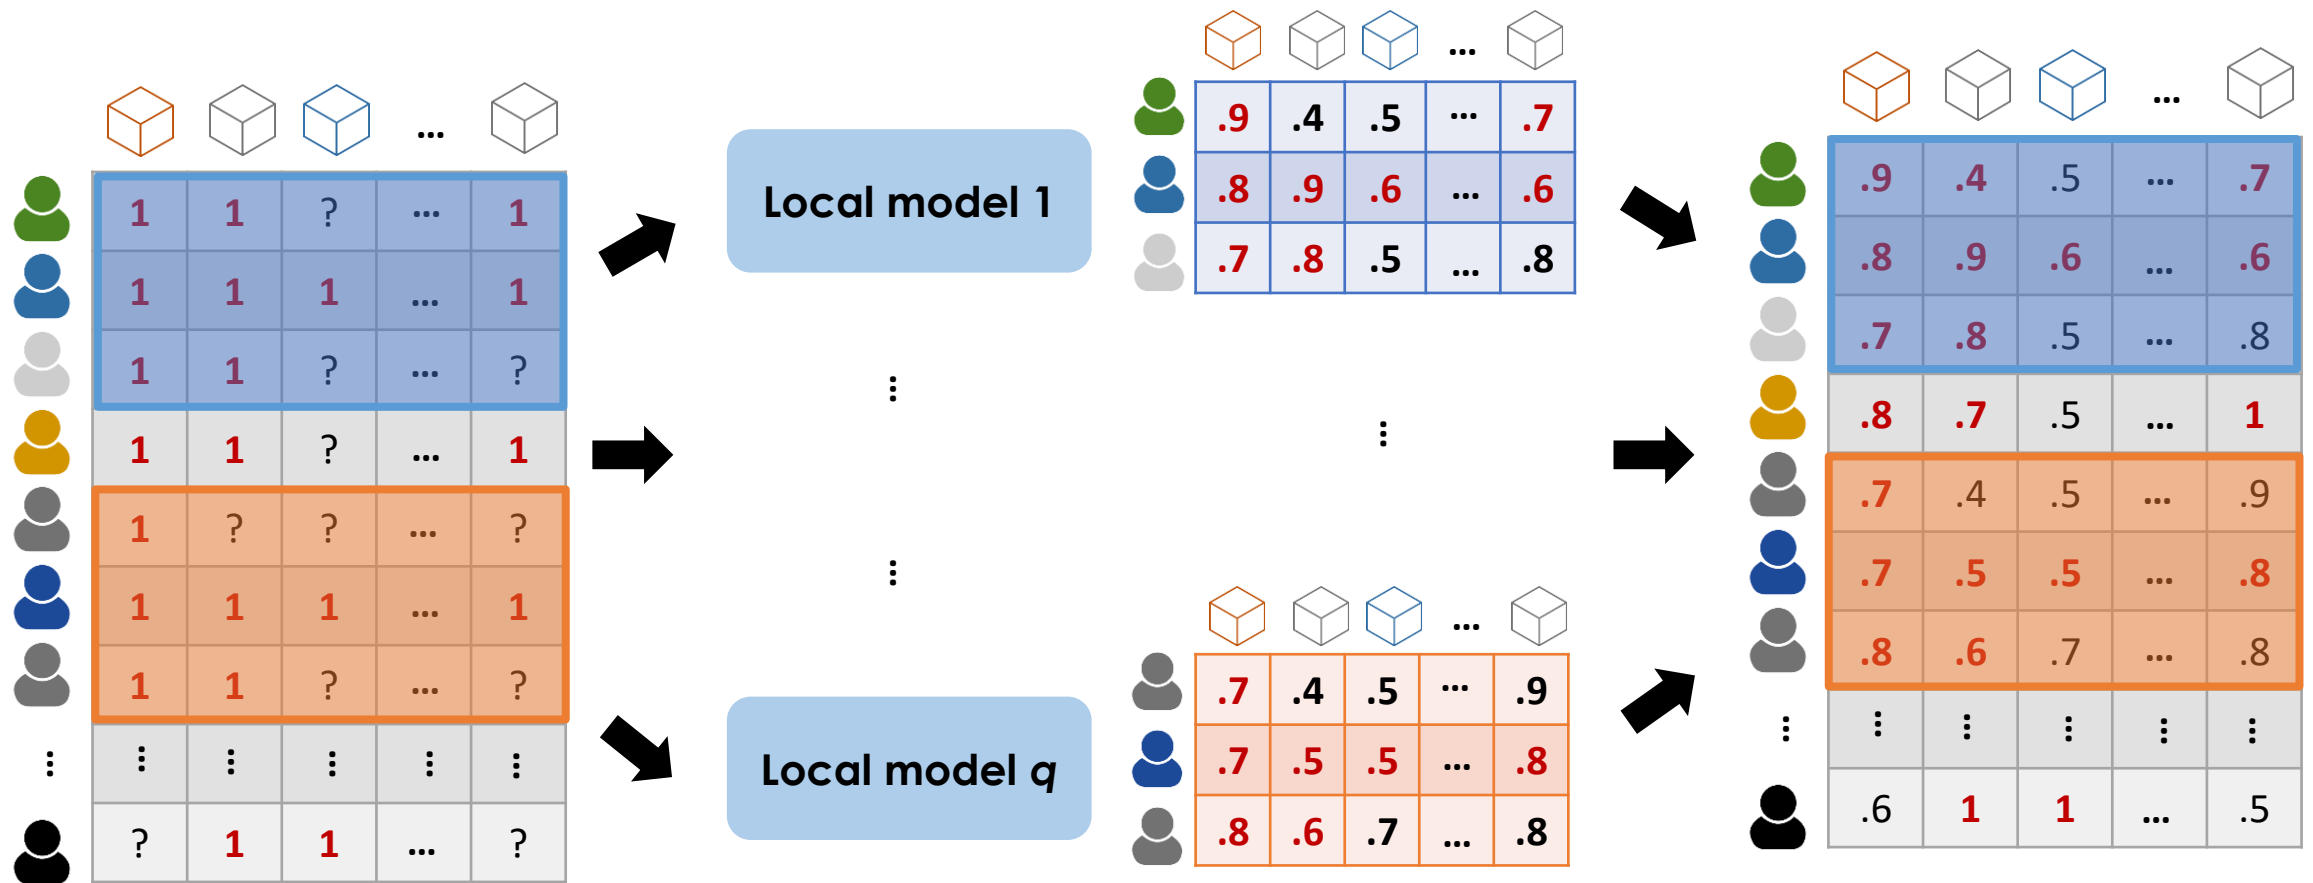 ...
1 1 ? ... 1
1 1 1 ... 1
1 1 ? ... ?
1 1 ? ... 1
1 ? ? ... ?
1 1 1 ... 1
1 1 ? ... ?
⋮ ⋮ ⋮ ⋮ ⋮ ⋮
? 1 1 ... ?
Local model 1
⋮
⋮
Local model q
...
.9 .4 .5 ... .7
.8 .9 .6 ... .6
.7 .8 .5 ... .8
⋮
...
.7 .4 .5 ... .9
.7 .5 .5 ... .8
.8 .6 .7 ... .8
...
.9 .4 .5 ... .7
.8 .9 .6 ... .6
.7 .8 .5 ... .8
.8 .7 .5 ... 1
.7 .4 .5 ... .9
.7 .5 .5 ... .8
.8 .6 .7 ... .8
⋮ ⋮ ⋮ ⋮ ⋮ ⋮
.6 1 1 ... .5